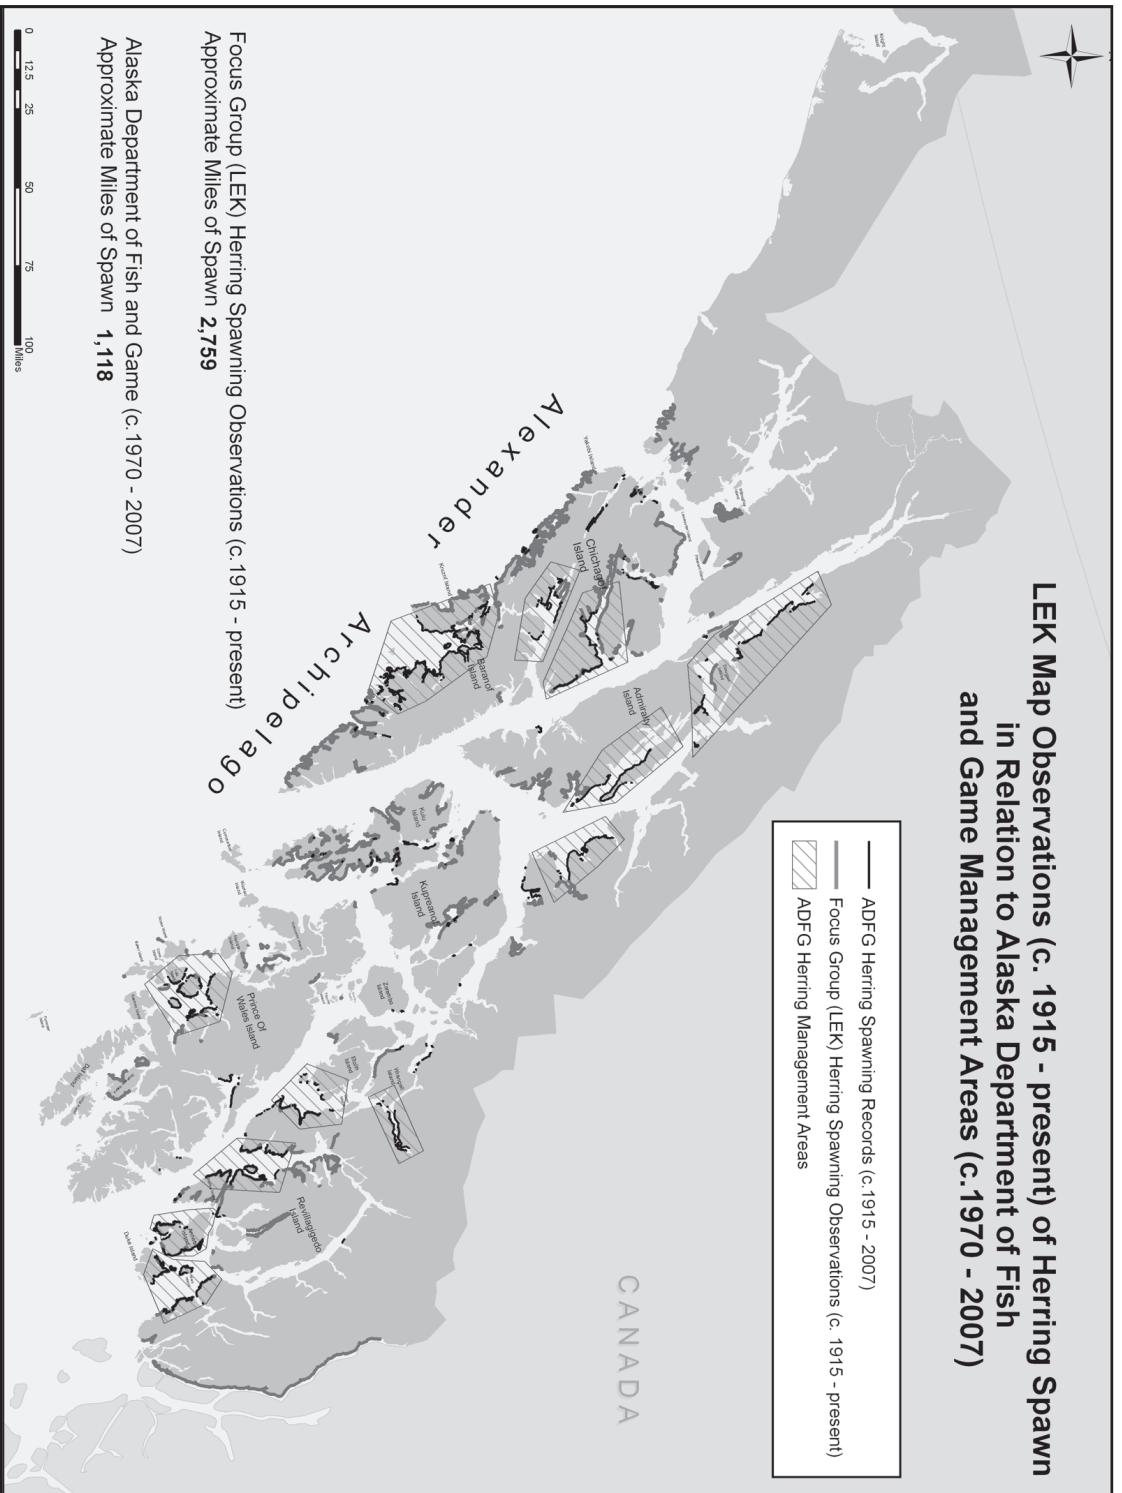 LEK Map Observations (c. 1915 - present) of Herring Spawn
in Relation to Alaska Department of Fish
and Game Management Areas (c.1970 - 2007)
ADFG Herring Spawning Records (c.1915 - 2007)
Focus Group (LEK) Herring Spawning Observations (c. 1915 - present)
ADFG Herring Management Areas
CANADA
Alexander
Archipelago
Yakobi Island
Chichagof
Island
Kruzof Island
Baranof
Island
Admiralty
Island
Kuiu
Island
Kupreanof
Island
Zarembo
Island
Etolin
Island
Wrangell
Island
Prince Of
Wales Island
Revillagigedo
Island
Duke Island
Focus Group (LEK) Herring Spawning Observations (c.1915 - present)
Approximate Miles of Spawn 2,759
Alaska Department of Fish and Game (c.1970 - 2007)
Approximate Miles of Spawn 1,118
0 12.5 25 50 75 100
Miles